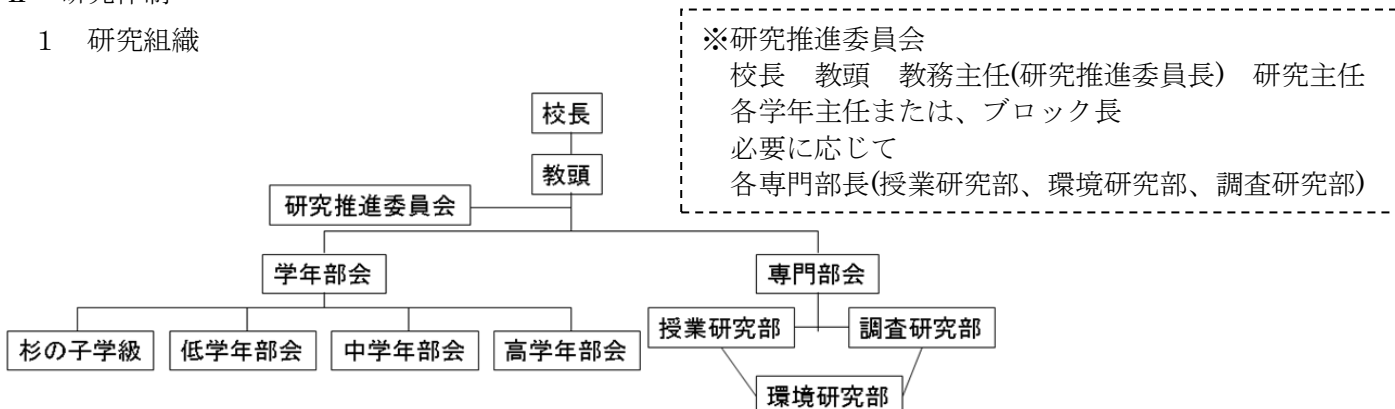 1　研究組織
※研究推進委員会
校長　教頭　教務主任(研究推進委員長)　研究主任
各学年主任または、ブロック長
必要に応じて
各専門部長(授業研究部、環境研究部、調査研究部)
校長
教頭
研究推進委員会
学年部会
専門部会
杉の子学級
低学年部会
中学年部会
高学年部会
授業研究部
調査研究部
環境研究部